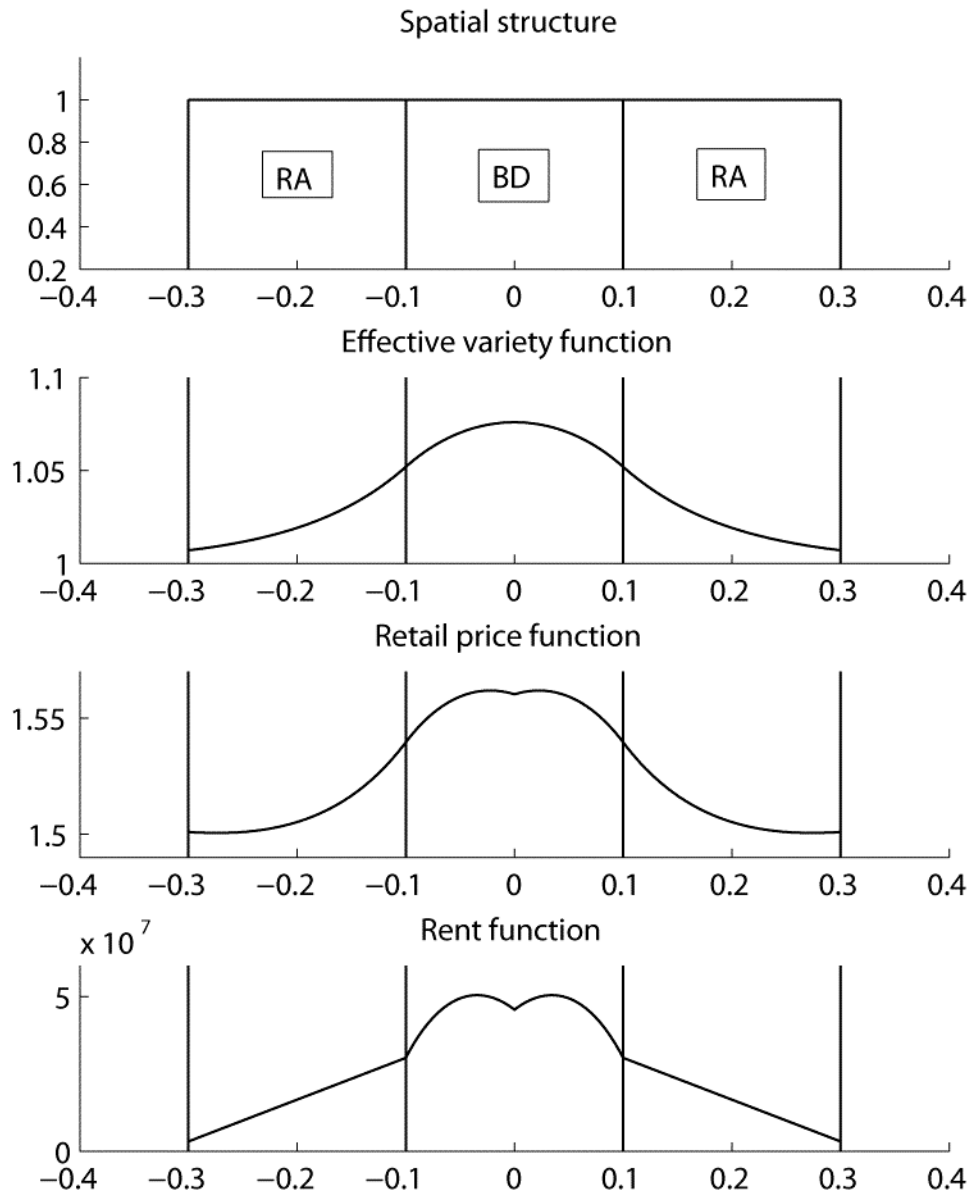 Spatial structure
1
0.8
0.6
0.4
0.2
RA
BD
RA
−0.4 −0.3 −0.2 −0.1 0 0.1 0.2 0.3 0.4
Effective variety function
1.1
1.05
1
−0.4 −0.3 −0.2 −0.1 0 0.1 0.2 0.3 0.4
Retail price function
1.55
1.5
−0.4 −0.3 −0.2 −0.1 0 0.1 0.2 0.3 0.4
Rent function
x 10 7
5
0
−0.4 −0.3 −0.2 −0.1 0 0.1 0.2 0.3 0.4